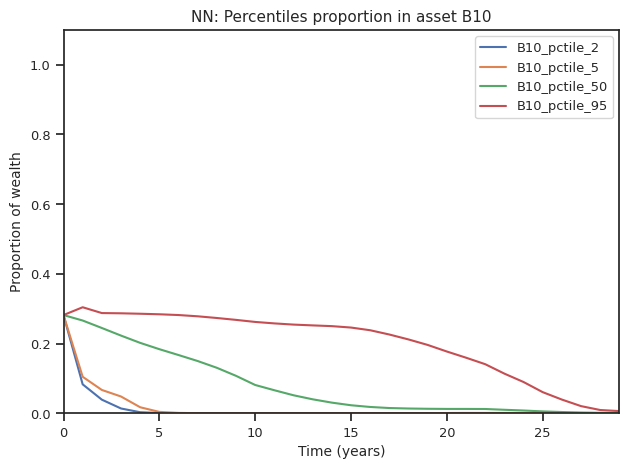 NN: Percentiles proportion in asset B10
B10_pctile_2
B10_pctile_5
B10_pctile_50
B10_pctile_95
Proportion of wealth
1.0
0.8
0.6
0.4
0.2
0.0
0 5 10 15 20 25
Time (years)